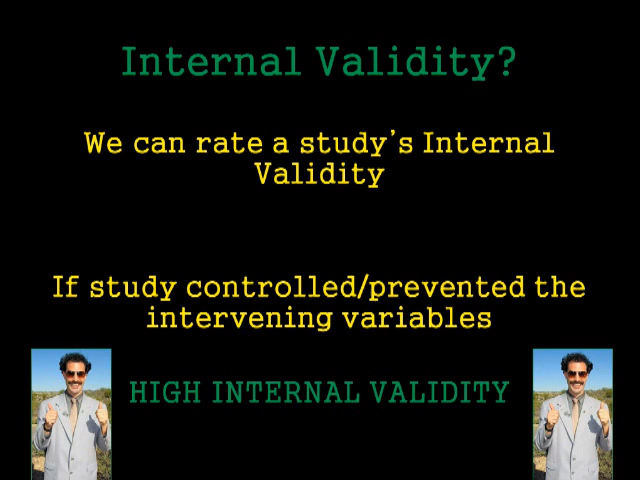 Internal Validity?
We can rate a study's Internal
Validity
If study controlled/prevented the
intervening variables
HIGH INTERNAL VALIDITY